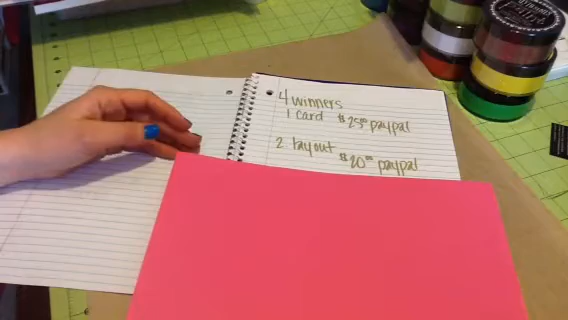 4 winners
1 card $25⁰⁰ paypal
2 layout $20⁰⁰ paypal